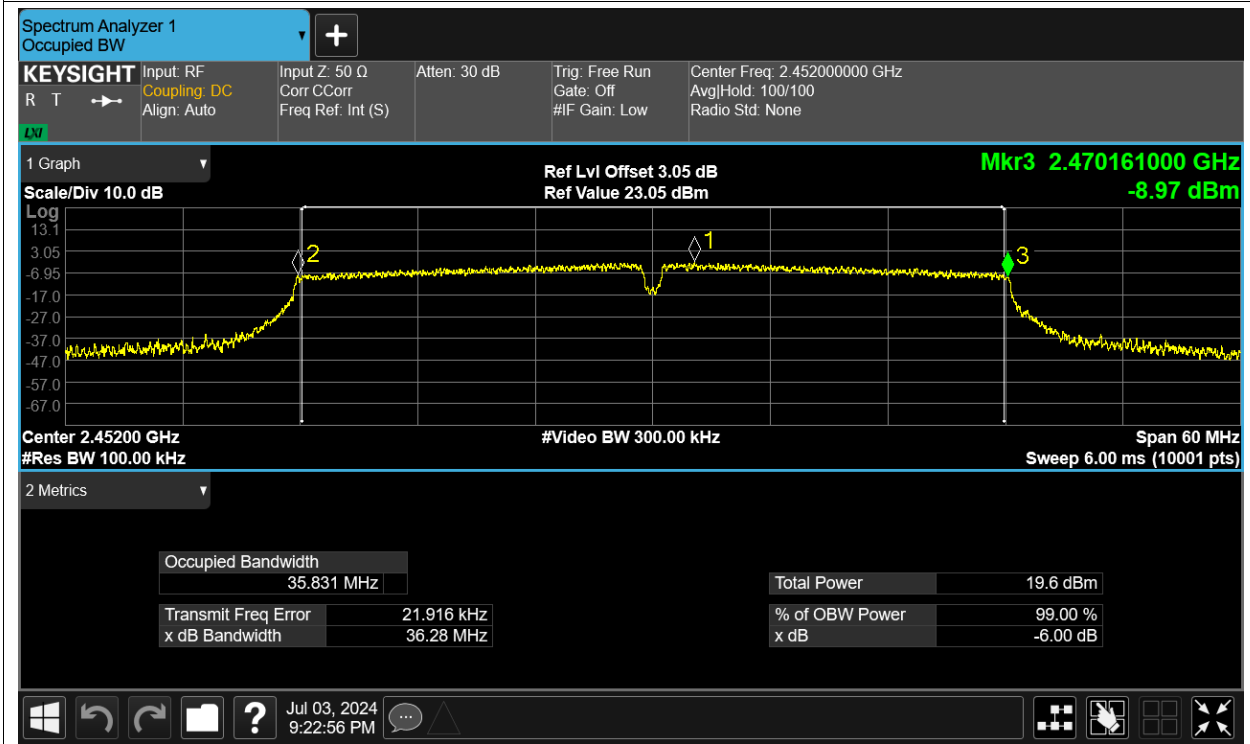 Spectrum Analyzer 1
Occupied BW
KEYSIGHT
R T
LXI
Input: RF
Coupling: DC
Align: Auto
Input Z: 50 Ω
Corr CCorr
Freq Ref: Int (S)
Atten: 30 dB
Trig: Free Run
Gate: Off
#IF Gain: Low
Center Freq: 2.452000000 GHz
Avg|Hold: 100/100
Radio Std: None
1 Graph
Scale/Div 10.0 dB
Ref Lvl Offset 3.05 dB
Ref Value 23.05 dBm
Mkr3 2.470161000 GHz
-8.97 dBm
Log
13.1
3.05
-6.95
-17.0
-27.0
-37.0
-47.0
-57.0
-67.0
2
1
3
Center 2.45200 GHz
#Res BW 100.00 kHz
#Video BW 300.00 kHz
Span 60 MHz
Sweep 6.00 ms (10001 pts)
2 Metrics
Occupied Bandwidth
35.831 MHz
Transmit Freq Error 21.916 kHz
x dB Bandwidth 36.28 MHz
Total Power 19.6 dBm
% of OBW Power 99.00 %
x dB -6.00 dB
?
Jul 03, 2024
9:22:56 PM